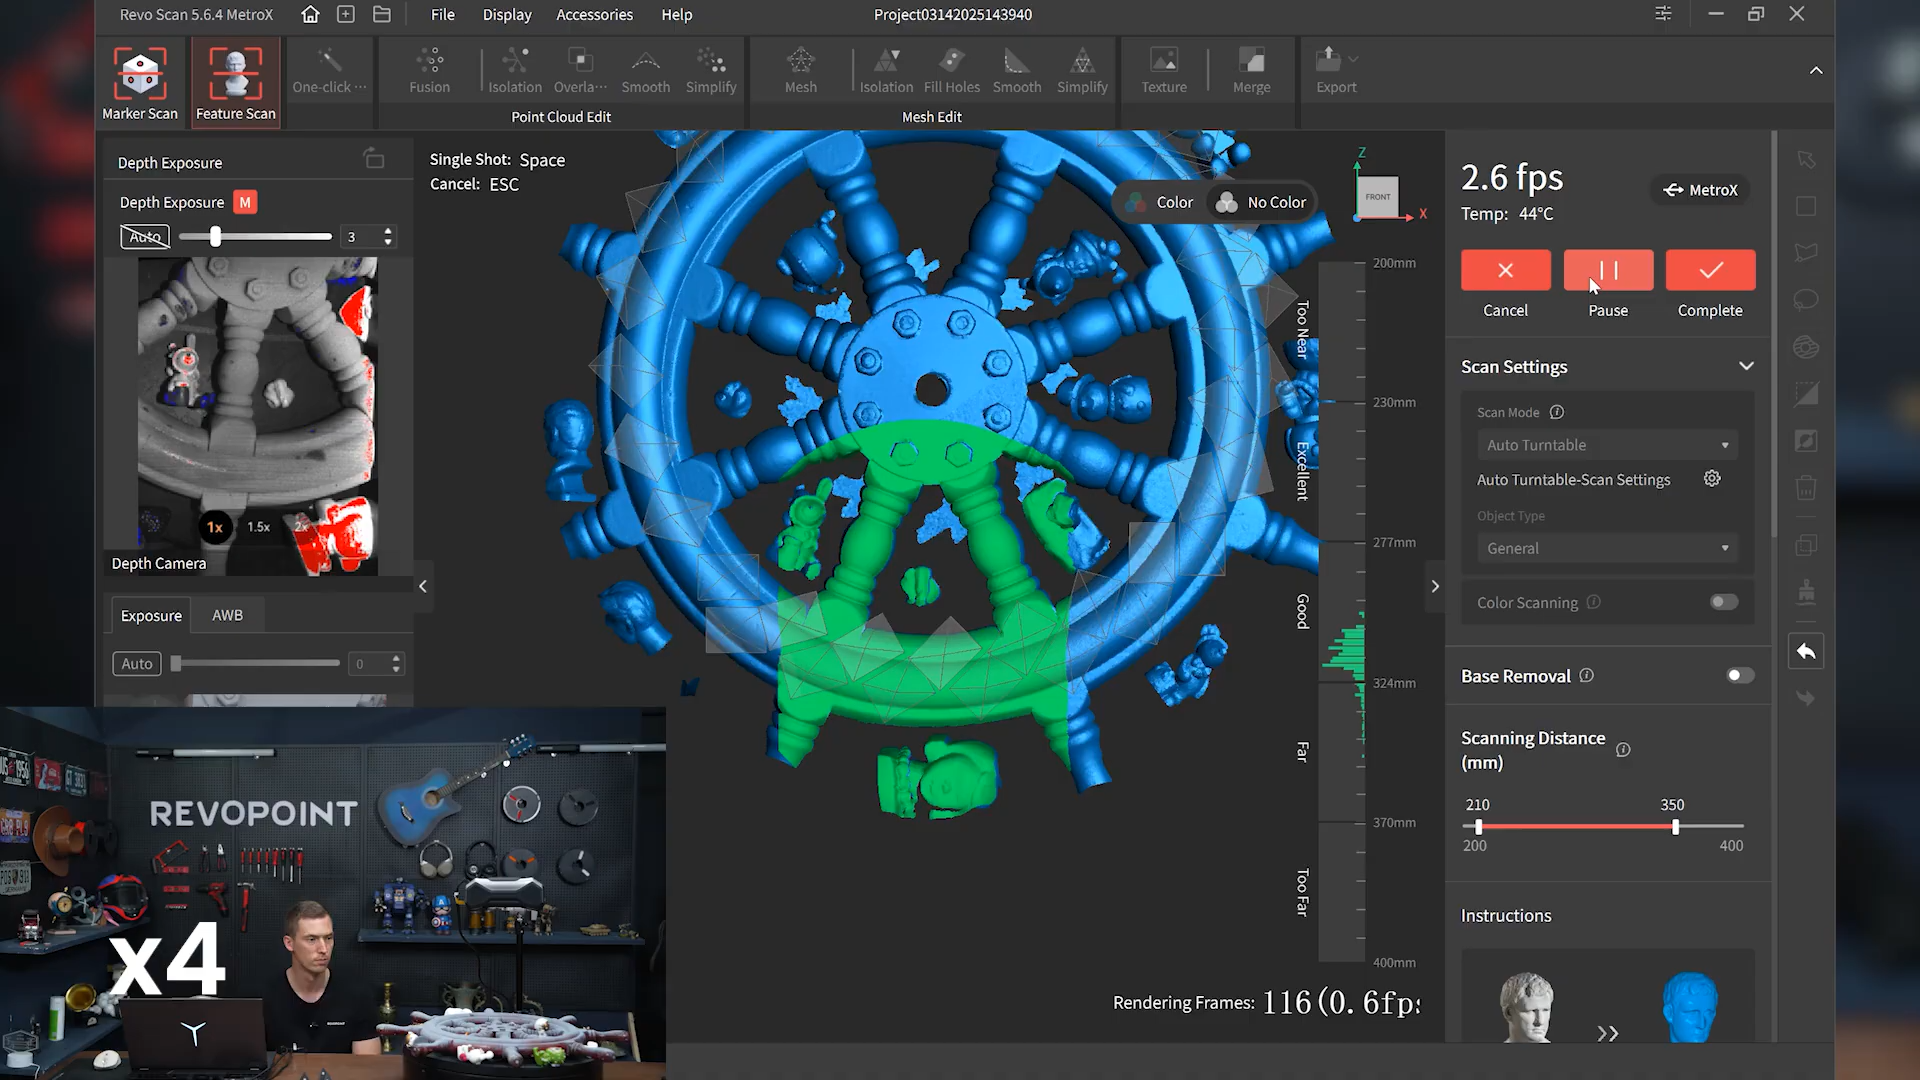 Revo Scan 5.6.4 MetroX
File
Display
Accessories
Help
Project03142025143940
Marker Scan
Feature Scan
One-click ···
Fusion
Isolation
Overla···
Smooth
Simplify
Point Cloud Edit
Mesh
Isolation
Fill Holes
Smooth
Simplify
Mesh Edit
Texture
Merge
Export
Depth Exposure
Depth Exposure M
Auto
3
1x
1.5x
2x
Depth Camera
Exposure
AWB
Auto
0
Single Shot: Space
Cancel: ESC
Color
No Color
Z
FRONT
X
200mm
230mm
277mm
324mm
370mm
400mm
Too Near
Excellent
Good
Far
Too Far
Rendering Frames: 116(0.6fps
2.6 fps
Temp: 44°C
MetroX
Cancel
Pause
Complete
Scan Settings
Scan Mode
Auto Turntable
Auto Turntable-Scan Settings
Object Type
General
Color Scanning
Base Removal
Scanning Distance
(mm)
210
350
200
400
Instructions
REVOPOINT
x4